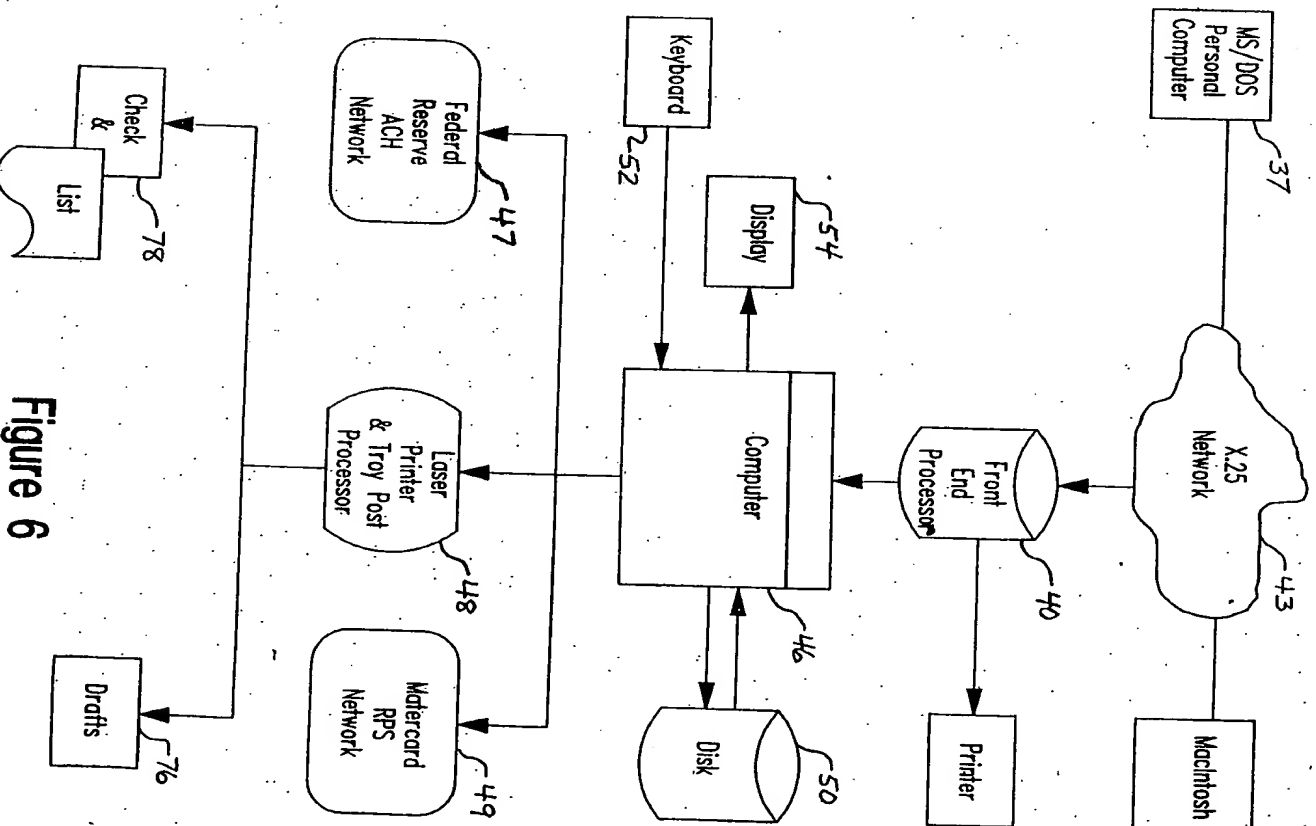 MS/DOS
Personal
Computer
37
X.25
Network
43
MacIntosh
Front
End
Processor
40
Printer
Keyboard
52
Display
54
Computer
46
Disk
50
Federal
Reserve
ACH
Network
47
Laser
Printer
& Troy Post
Processor
48
Matercard
RPS
Network
49
Check
&
78
List
Drafts
76
Figure 6